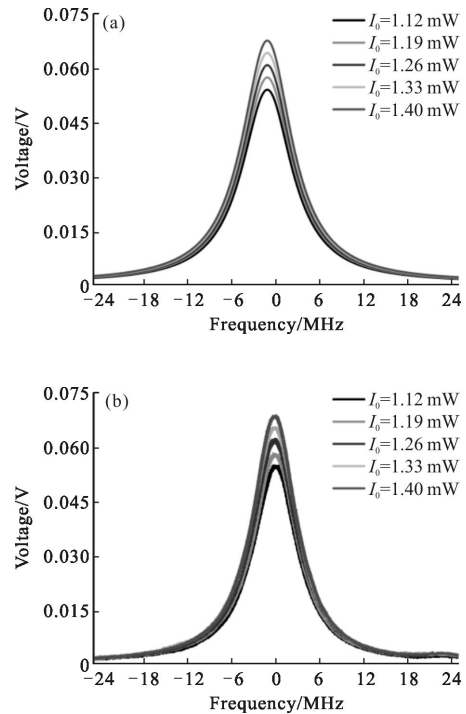 (a)
I₀=1.12 mW
I₀=1.19 mW
I₀=1.26 mW
I₀=1.33 mW
I₀=1.40 mW
Voltage/V
0.075
0.060
0.045
0.030
0.015
0
−24 −18 −12 −6 0 6 12 18 24
Frequency/MHz
(b)
I₀=1.12 mW
I₀=1.19 mW
I₀=1.26 mW
I₀=1.33 mW
I₀=1.40 mW
Voltage/V
0.075
0.060
0.045
0.030
0.015
0
−24 −18 −12 −6 0 6 12 18 24
Frequency/MHz